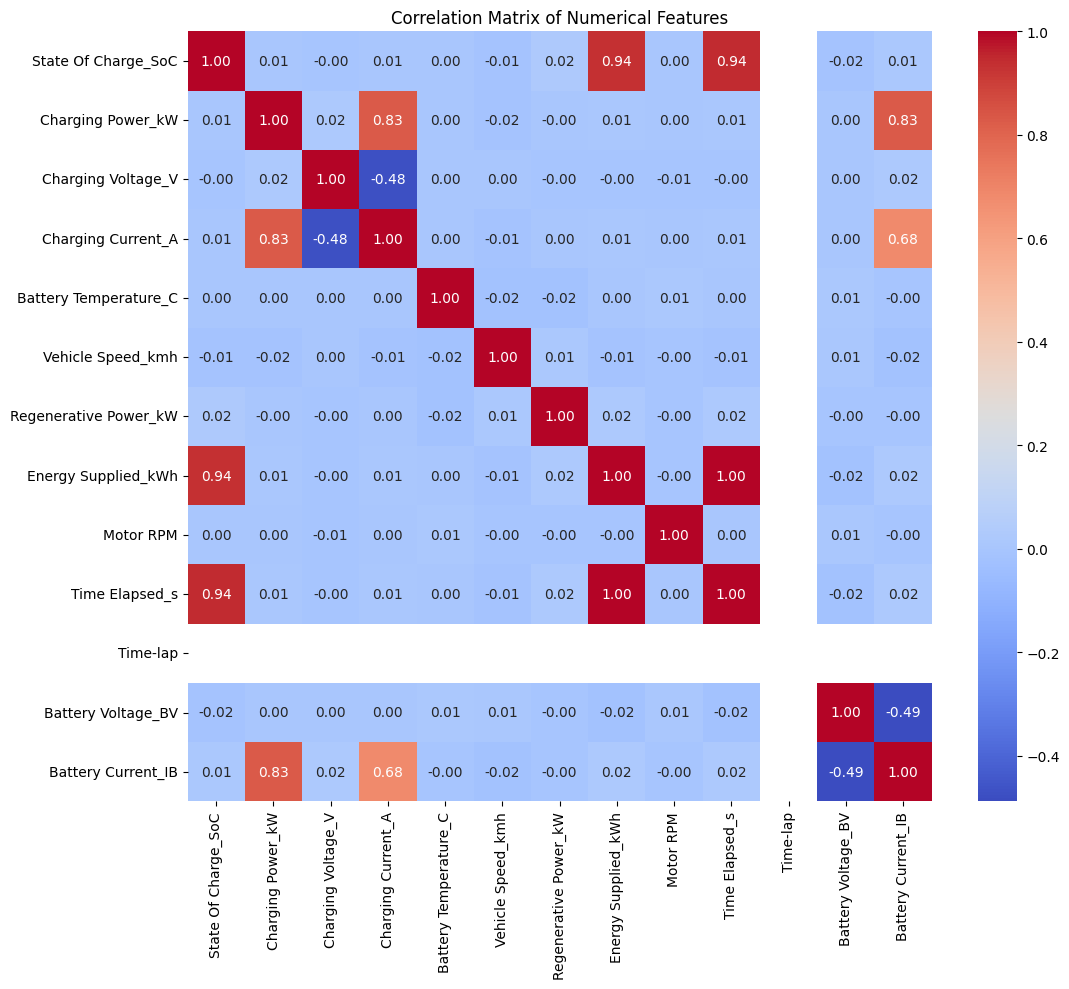 Correlation Matrix of Numerical Features
State Of Charge_SoC 1.00 0.01 -0.00 0.01 0.00 -0.01 0.02 0.94 0.00 0.94 -0.02 0.01
Charging Power_kW 0.01 1.00 0.02 0.83 0.00 -0.02 -0.00 0.01 0.00 0.01 0.00 0.83
Charging Voltage_V -0.00 0.02 1.00 -0.48 0.00 0.00 -0.00 -0.00 -0.01 -0.00 0.00 0.02
Charging Current_A 0.01 0.83 -0.48 1.00 0.00 -0.01 0.00 0.01 0.00 0.01 0.00 0.68
Battery Temperature_C 0.00 0.00 0.00 0.00 1.00 -0.02 -0.02 0.00 0.01 0.00 0.01 -0.00
Vehicle Speed_kmh -0.01 -0.02 0.00 -0.01 -0.02 1.00 0.01 -0.01 -0.00 -0.01 0.01 -0.02
Regenerative Power_kW 0.02 -0.00 -0.00 0.00 -0.02 0.01 1.00 0.02 -0.00 0.02 -0.00 -0.00
Energy Supplied_kWh 0.94 0.01 -0.00 0.01 0.00 -0.01 0.02 1.00 -0.00 1.00 -0.02 0.02
Motor RPM 0.00 0.00 -0.01 0.00 0.01 -0.00 -0.00 -0.00 1.00 0.00 0.01 -0.00
Time Elapsed_s 0.94 0.01 -0.00 0.01 0.00 -0.01 0.02 1.00 0.00 1.00 -0.02 0.02
Time-lap
Battery Voltage_BV -0.02 0.00 0.00 0.00 0.01 0.01 -0.00 -0.02 0.01 -0.02 1.00 -0.49
Battery Current_IB 0.01 0.83 0.02 0.68 -0.00 -0.02 -0.00 0.02 -0.00 0.02 -0.49 1.00
State Of Charge_SoC
Charging Power_kW
Charging Voltage_V
Charging Current_A
Battery Temperature_C
Vehicle Speed_kmh
Regenerative Power_kW
Energy Supplied_kWh
Motor RPM
Time Elapsed_s
Time-lap
Battery Voltage_BV
Battery Current_IB
1.0
0.8
0.6
0.4
0.2
0.0
−0.2
−0.4